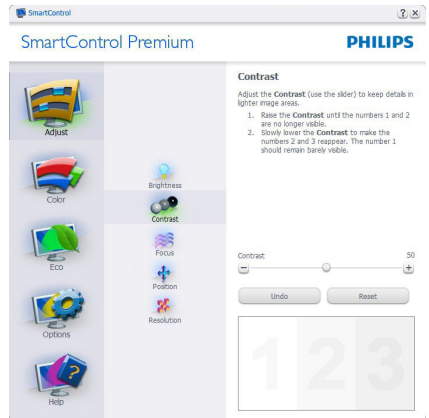 SmartControl
? ×
SmartControl Premium
PHILIPS
Adjust
Color
Eco
Options
Help
Brightness
Contrast
Focus
Position
Resolution
Contrast
Adjust the Contrast (use the slider) to keep details in
lighter image areas.
1. Raise the Contrast until the numbers 1 and 2
are no longer visible.
2. Slowly lower the Contrast to make the
numbers 2 and 3 reappear. The number 1
should remain barely visible.
Contrast 50
− +
Undo Reset
1 2 3